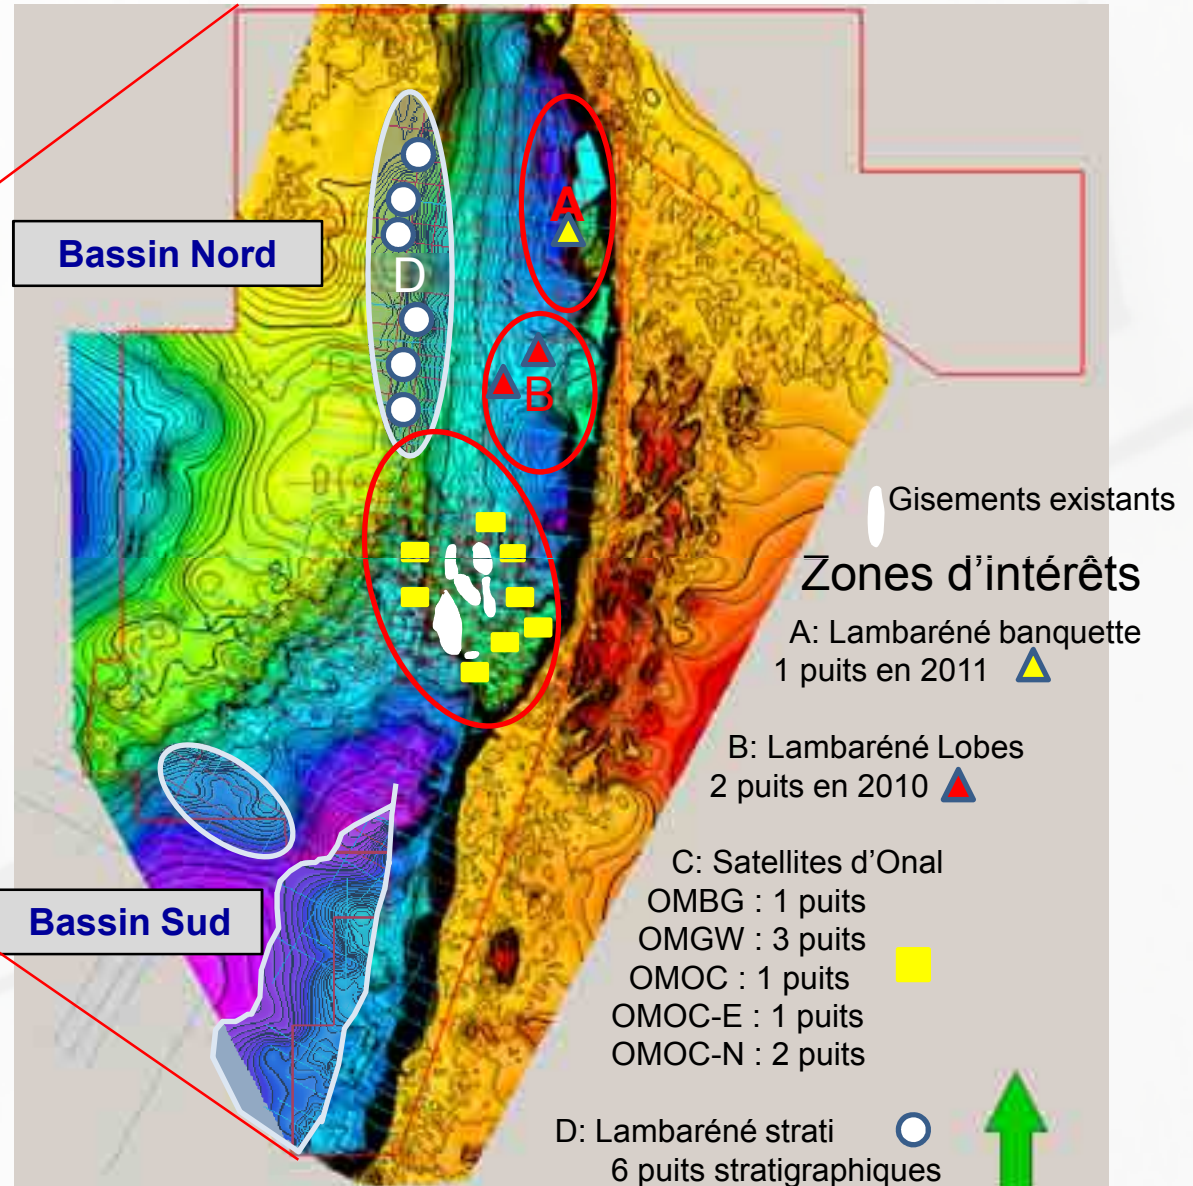 A
Bassin Nord
D
B
Gisements existants
Zones d'intérêts
A: Lambaréné banquette
1 puits en 2011
B: Lambaréné Lobes
2 puits en 2010
C: Satellites d'Onal
OMBG : 1 puits
Bassin Sud
OMGW : 3 puits
OMOC : 1 puits
OMOC-E : 1 puits
OMOC-N : 2 puits
D: Lambaréné strati
6 puits stratigraphiques